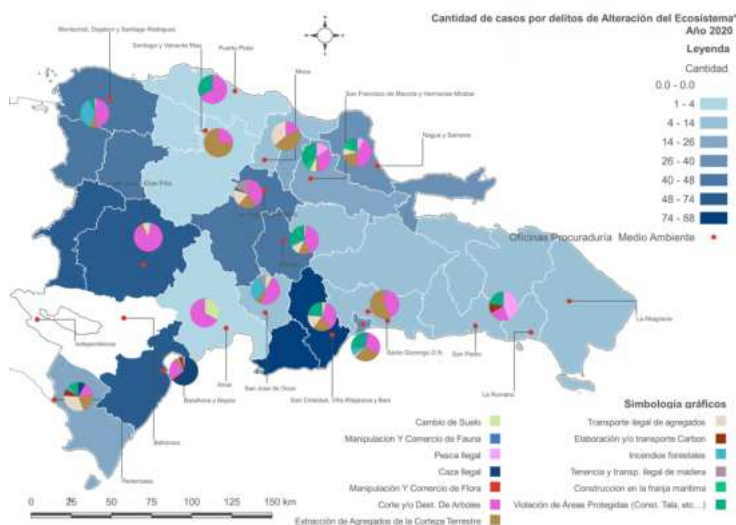 Cantidad de casos por delitos de Alteración del Ecosistema*
Año 2020
Leyenda
Cantidad
0.0 - 0.0
1 - 4
4 - 14
14 - 26
26 - 40
40 - 48
48 - 74
74 - 88
Oficinas Procuraduría Medio Ambiente
Montecristi, Dajabon y Santiago Rodriguez
Santiago y Valverde Mao
Puerto Plata
Moca
San Francisco de Macoris y Hermanas Mirabal
Nagua y Samana
Elias Piña
La Altagracia
Santo Domingo D.N.
San Pedro
La Romana
Independencia
Barahona y Neyba
Azua
San Jose de Ocoa
San Cristobal, Villa Altagracia y Bani
Bahoruco
Pedernales
0 25 50 75 100 125 150 km
Simbología gráficos
Cambio de Suelo
Manipulacion Y Comercio de Fauna
Pesca Ilegal
Caza Ilegal
Manipulación Y Comercio de Flora
Corte y/o Dest. De Arboles
Extracción de Agregados de la Corteza Terrestre
Transporte ilegal de agregados
Elaboración y/o transporte Carbon
Incendios forestales
Tenencia y transp. ilegal de madera
Construccion en la franja maritima
Violación de Áreas Protegidas (Const. Tala, etc...)